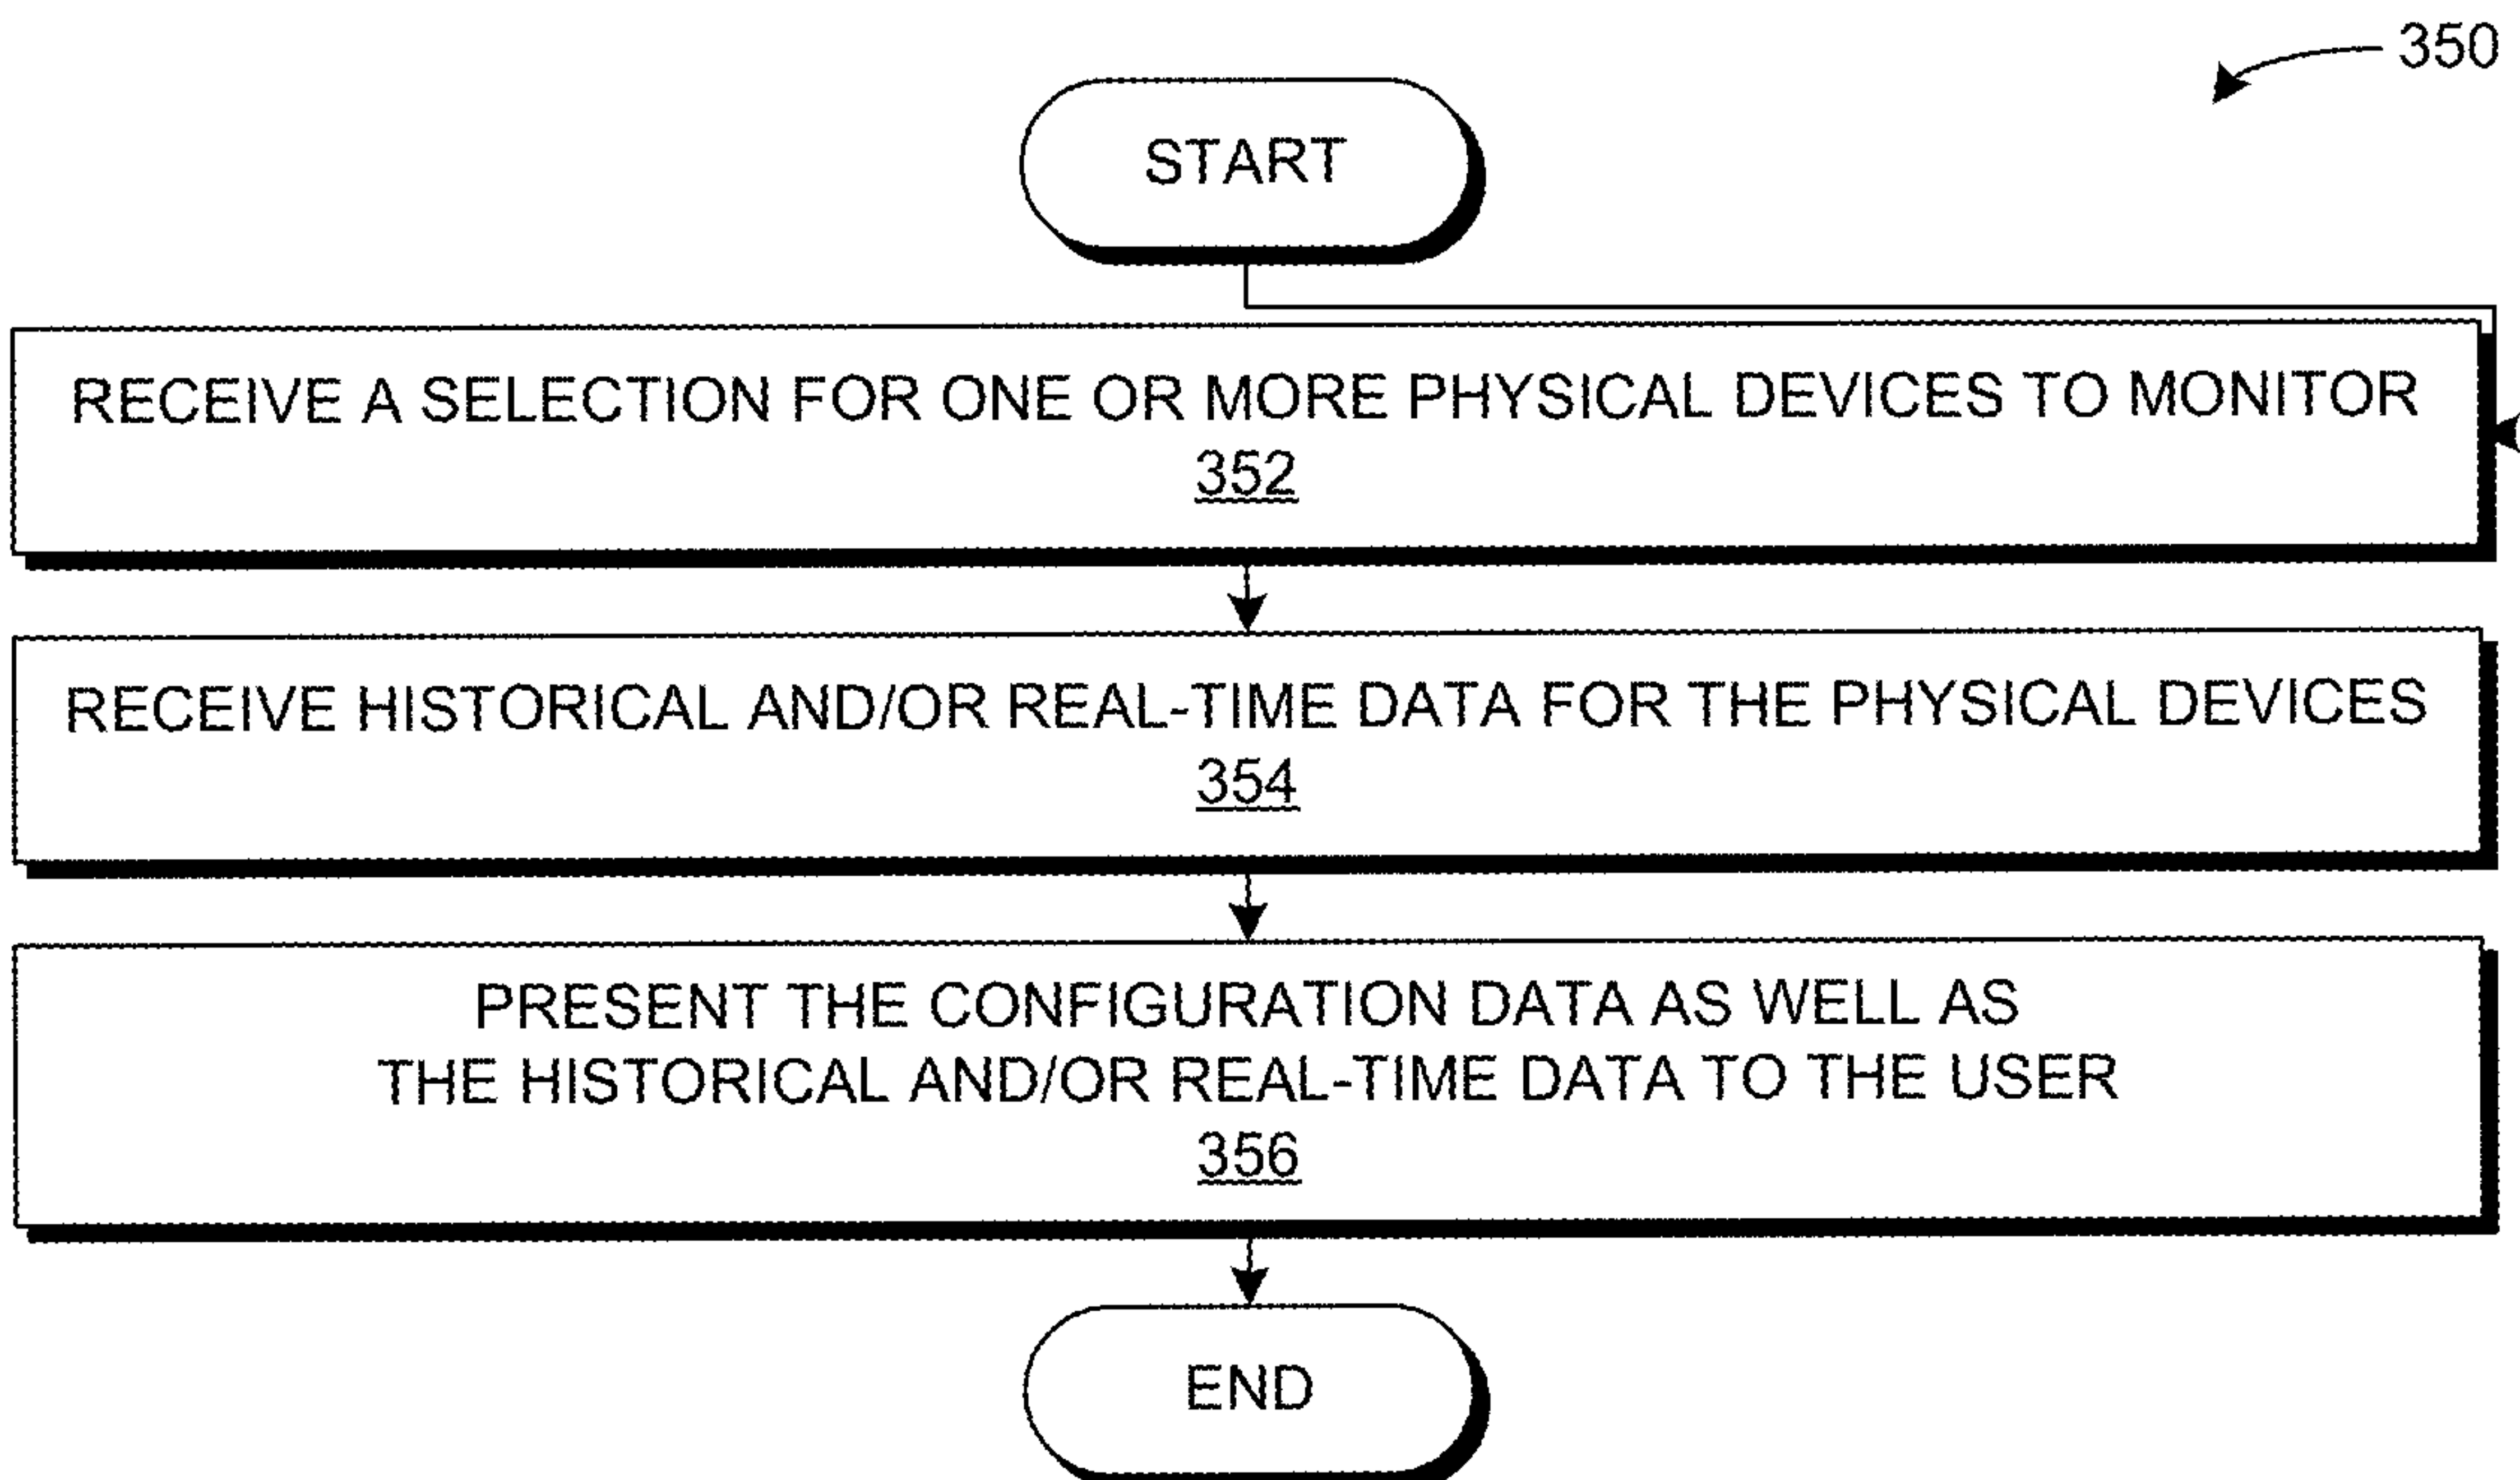 350
START
RECEIVE A SELECTION FOR ONE OR MORE PHYSICAL DEVICES TO MONITOR
352
RECEIVE HISTORICAL AND/OR REAL-TIME DATA FOR THE PHYSICAL DEVICES
354
PRESENT THE CONFIGURATION DATA AS WELL AS
THE HISTORICAL AND/OR REAL-TIME DATA TO THE USER
356
END